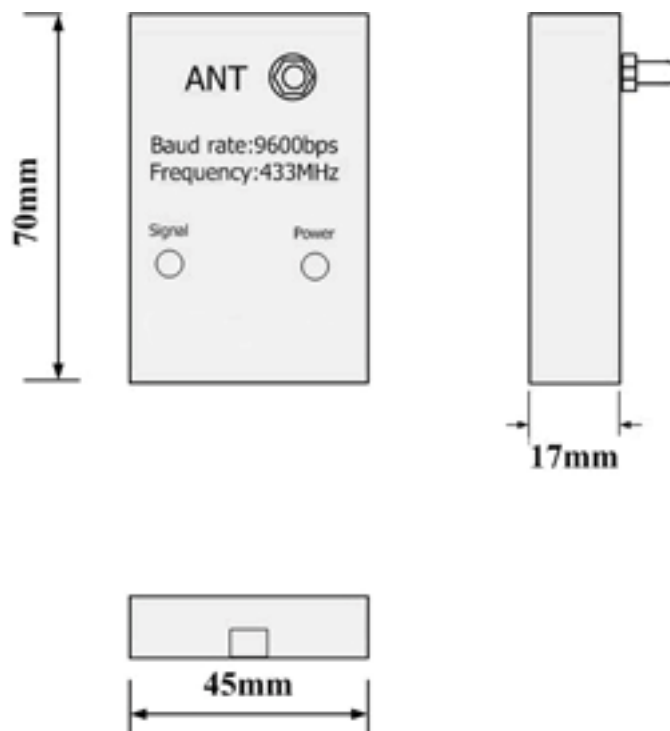 ANT
Baud rate:9600bps
Frequency:433MHz
Signal Power
70mm
17mm
45mm